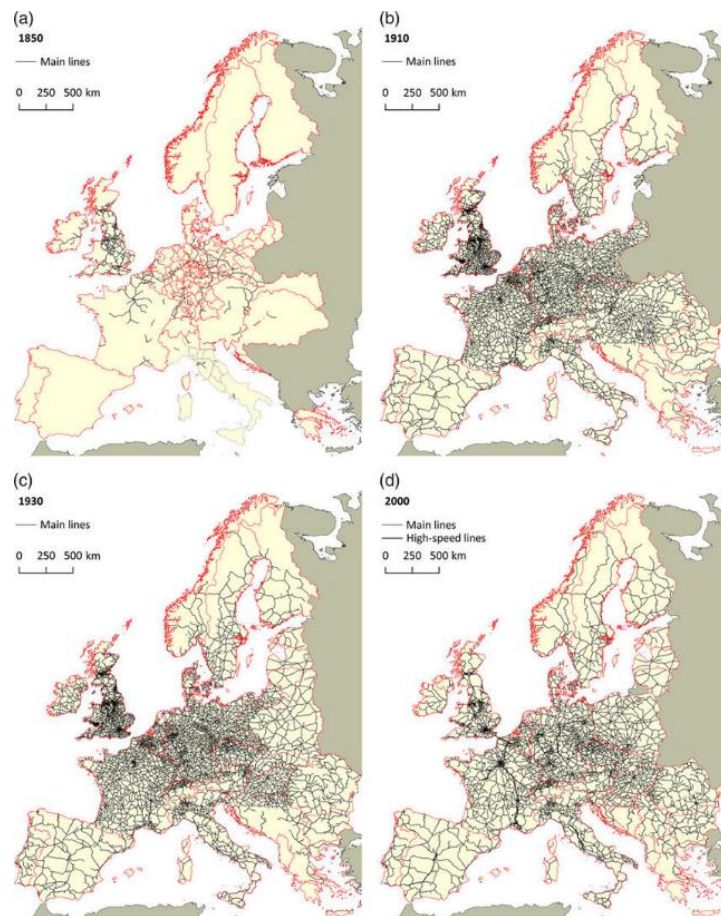 (a)
1850
Main lines
0 250 500 km
(b)
1910
Main lines
0 250 500 km
(c)
1930
Main lines
0 250 500 km
(d)
2000
Main lines
High-speed lines
0 250 500 km